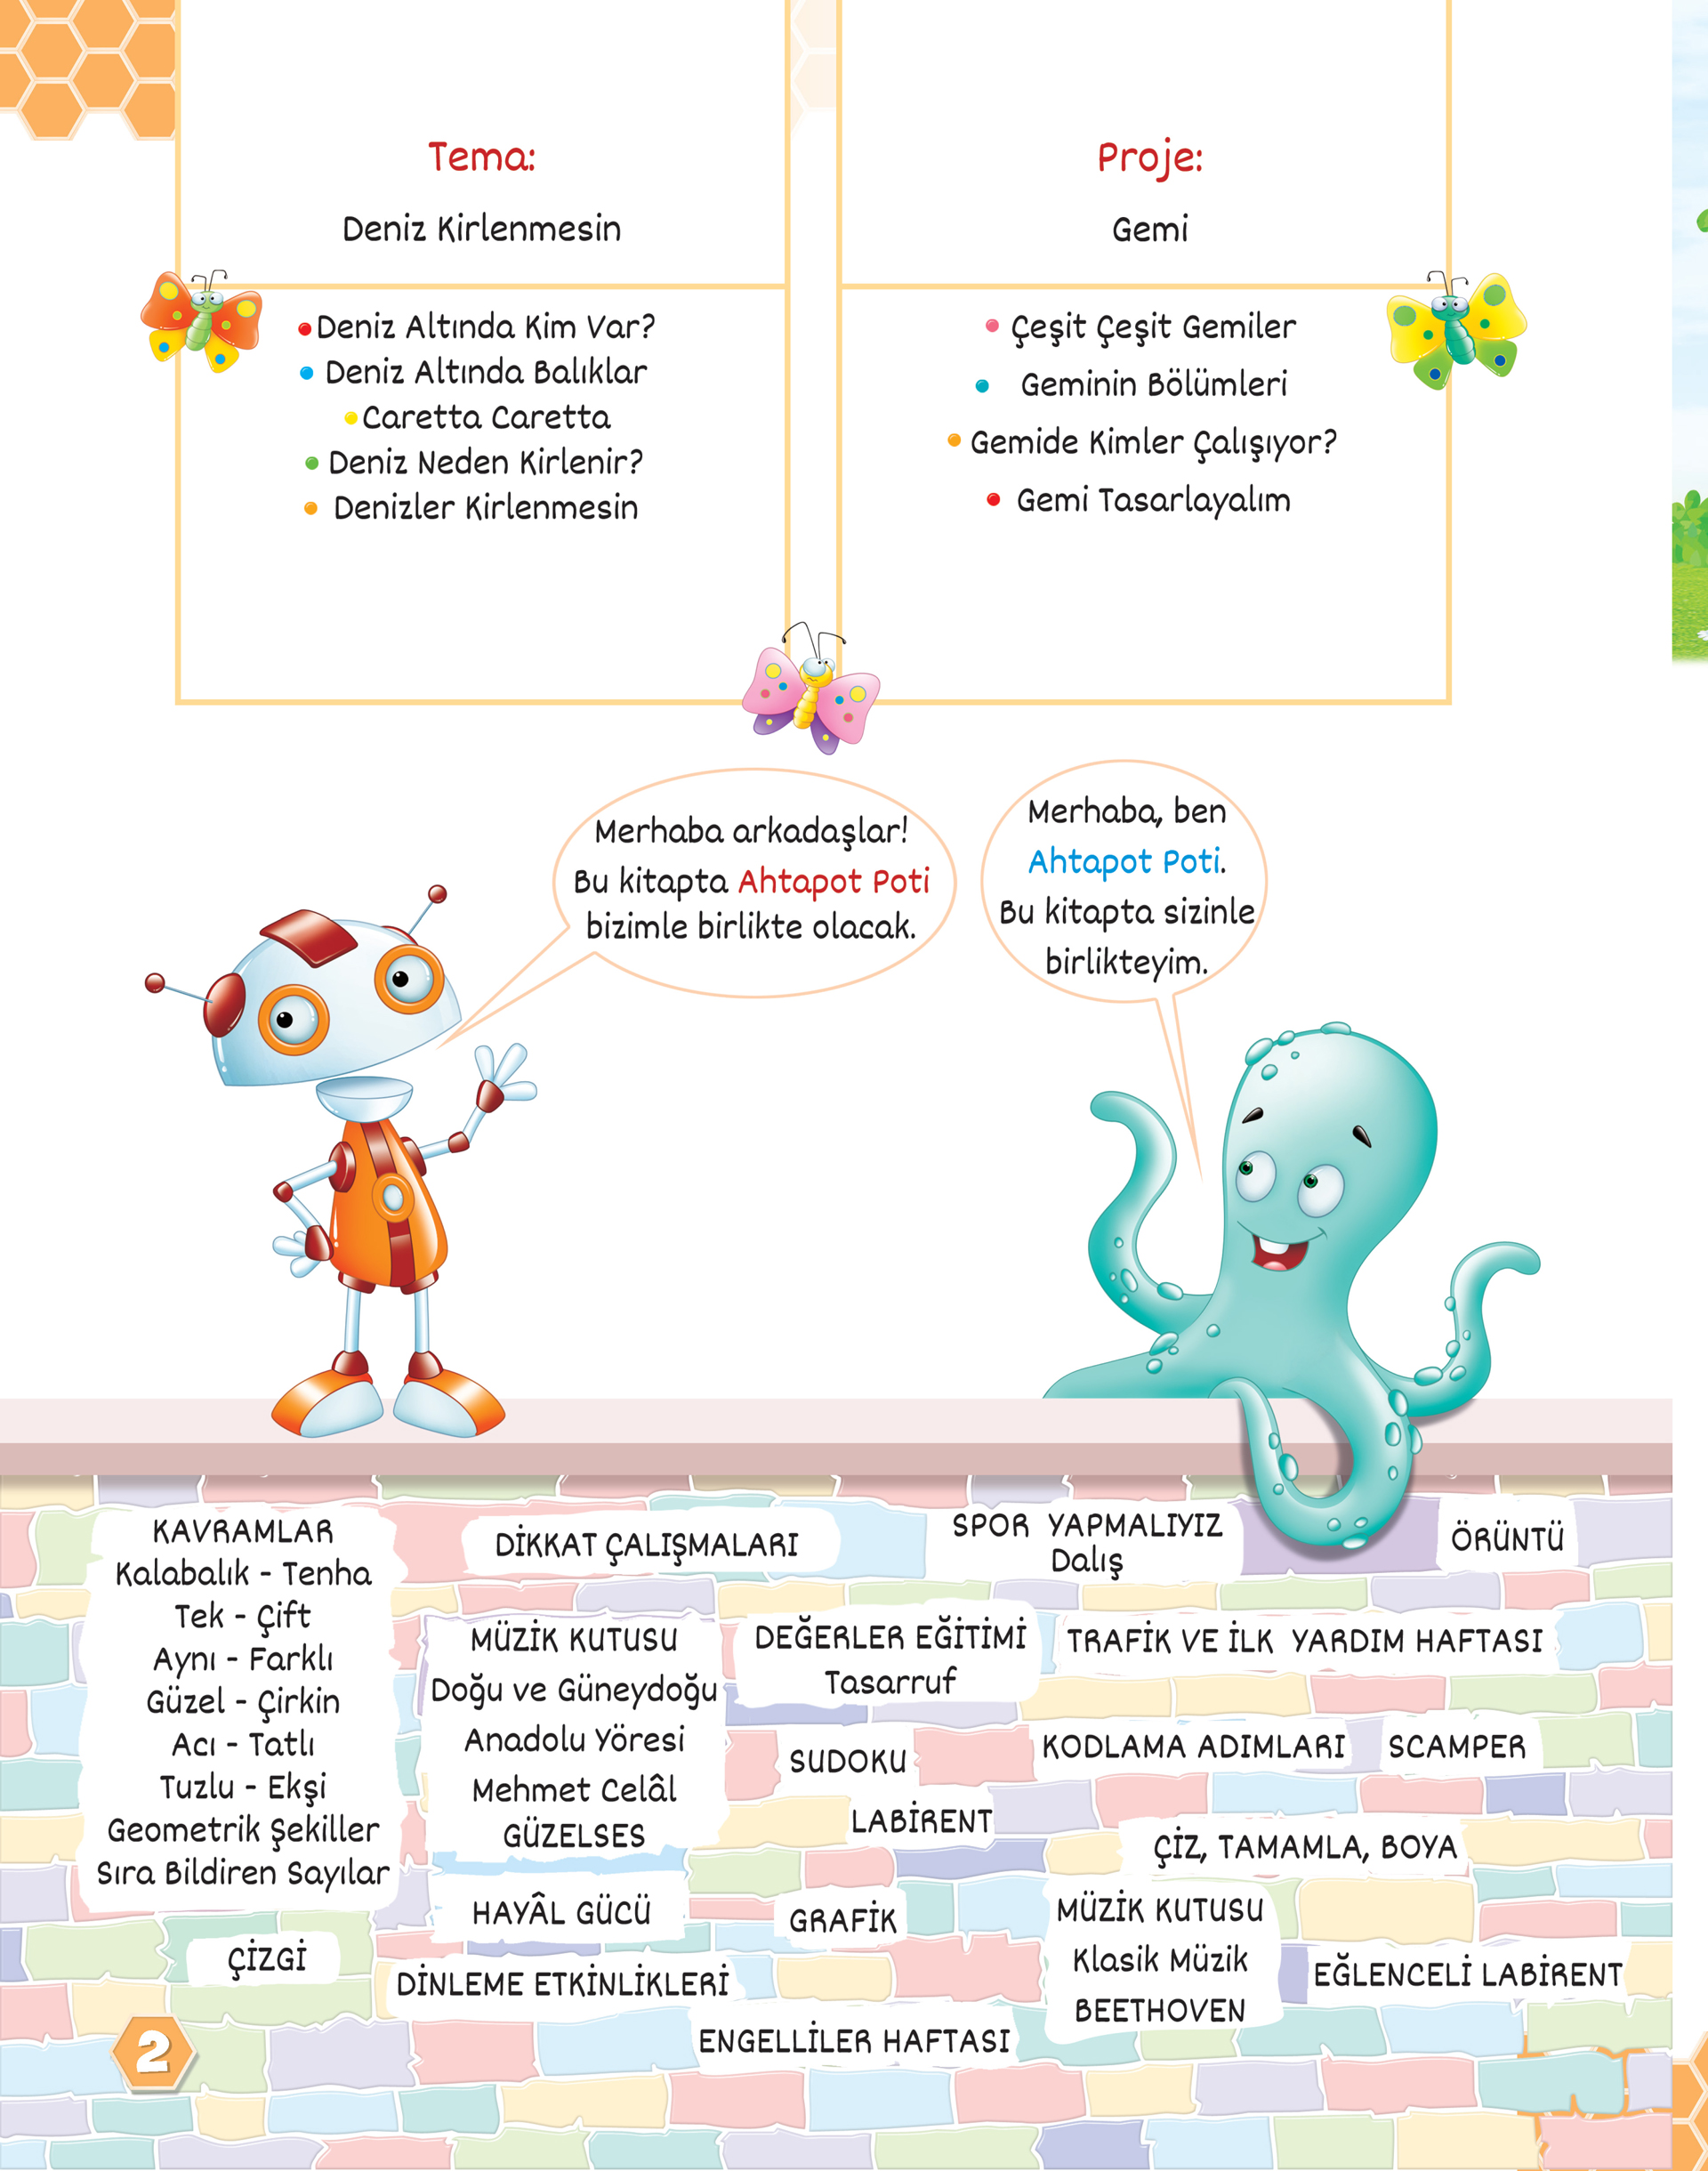 Tema:
Deniz Kirlenmesin
Deniz Altında Kim Var?
Deniz Altında Balıklar
Caretta Caretta
Deniz Neden Kirlenir?
Denizler Kirlenmesin
Proje:
Gemi
Çeşit Çeşit Gemiler
Geminin Bölümleri
Gemide Kimler Çalışıyor?
Gemi Tasarlayalım
Merhaba arkadaşlar!
Bu kitapta Ahtapot Poti
bizimle birlikte olacak.
Merhaba, ben
Ahtapot Poti.
Bu kitapta sizinle
birlikteyim.
KAVRAMLAR
Kalabalık - Tenha
Tek - Çift
Aynı - Farklı
Güzel - Çirkin
Acı - Tatlı
Tuzlu - Ekşi
Geometrik Şekiller
Sıra Bildiren Sayılar
ÇİZGİ
DİKKAT ÇALIŞMALARI
MÜZİK KUTUSU
Doğu ve Güneydoğu
Anadolu Yöresi
Mehmet Celâl
GÜZELSES
HAYÂL GÜCÜ
DİNLEME ETKİNLİKLERİ
SPOR YAPMALIYIZ
Dalış
ÖRÜNTÜ
DEĞERLER EĞİTİMİ
Tasarruf
TRAFİK VE İLK YARDIM HAFTASI
SUDOKU
KODLAMA ADIMLARI
SCAMPER
LABİRENT
ÇİZ, TAMAMLA, BOYA
GRAFİK
MÜZİK KUTUSU
Klasik Müzik
BEETHOVEN
EĞLENCELİ LABİRENT
ENGELLİLER HAFTASI
2